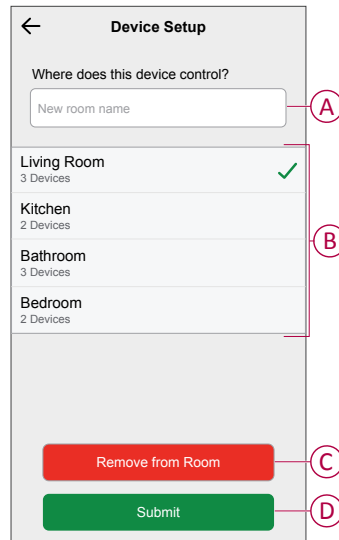 Device Setup
Where does this device control?
New room name
A
Living Room
3 Devices
Kitchen
2 Devices
B
Bathroom
3 Devices
Bedroom
2 Devices
Remove from Room
C
Submit
D